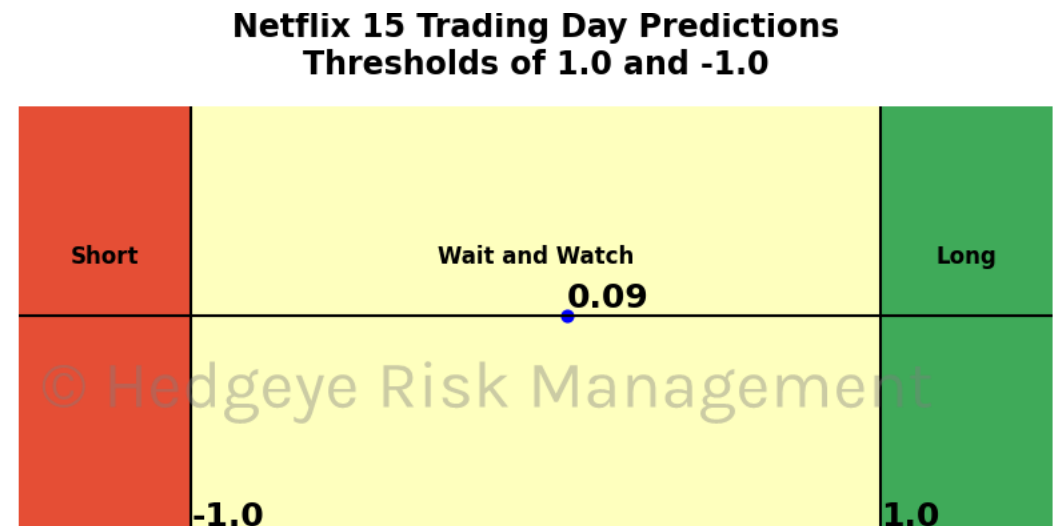 Netflix 15 Trading Day Predictions
Thresholds of 1.0 and -1.0
Short
Wait and Watch
Long
0.09
© Hedgeye Risk Management
-1.0
1.0